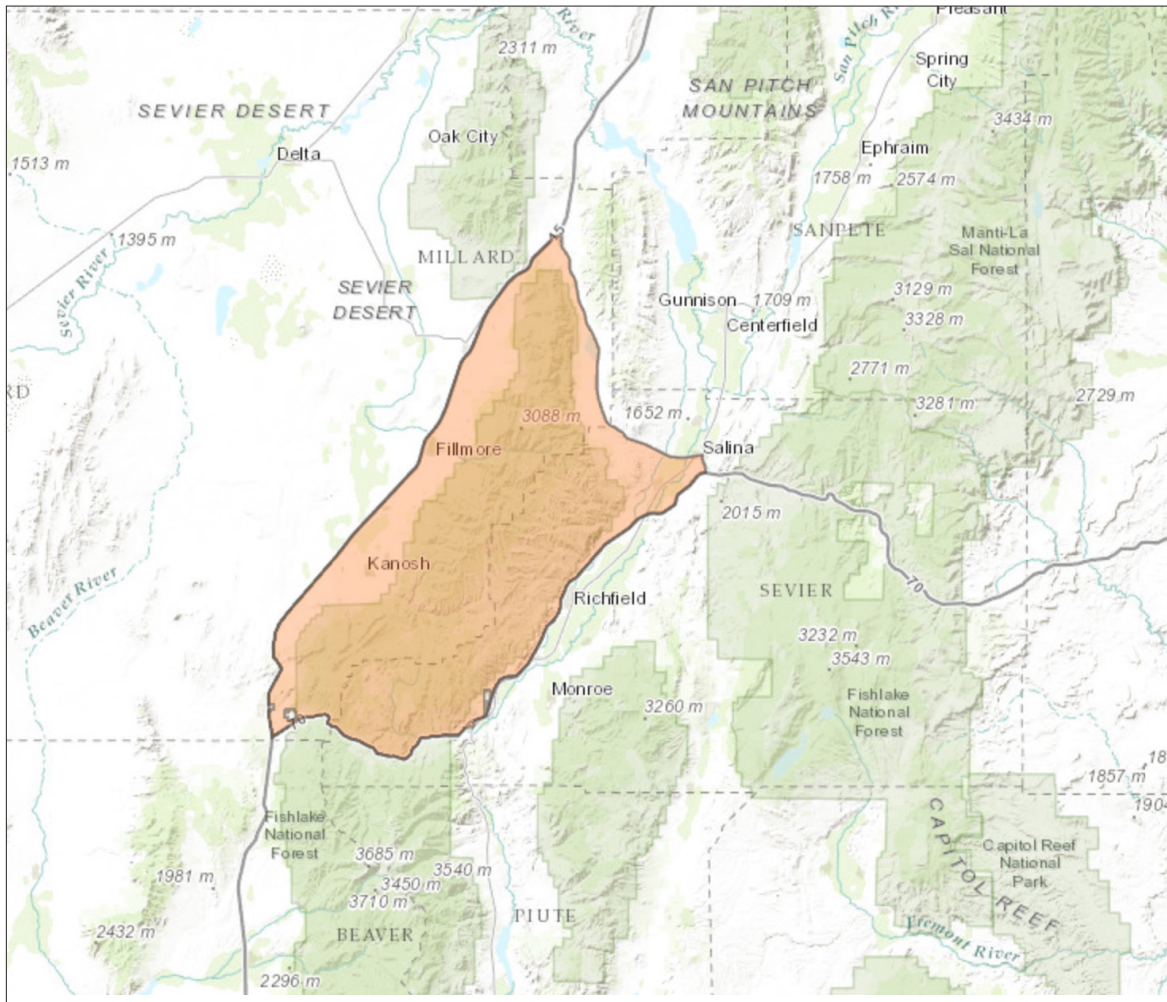 Pleasant
River
San Pitch
2311 m
SAN PITCH
MOUNTAINS
Spring
City
SEVIER DESERT
3434 m
Oak City
Delta
Ephraim
1513 m
1758 m
2574 m
1395 m
15
SANPETE
Manti-La
Sal National
Forest
MILLARD
Sevier River
SEVIER
DESERT
3129 m
Gunnison
1709 m
3328 m
Centerfield
2771 m
RD
2729 m
3281 m
3088 m
1652 m
Fillmore
Salina
2015 m
Kanosh
70
Beaver River
Richfield
SEVIER
3232 m
3543 m
Monroe
3260 m
Fishlake
National
Forest
1857 m
1904
Fishlake
National
Forest
CAPITOL REEF
Capitol Reef
National
Park
3685 m
3540 m
1981 m
3450 m
3710 m
PIUTE
2432 m
BEAVER
Fremont River
2296 m